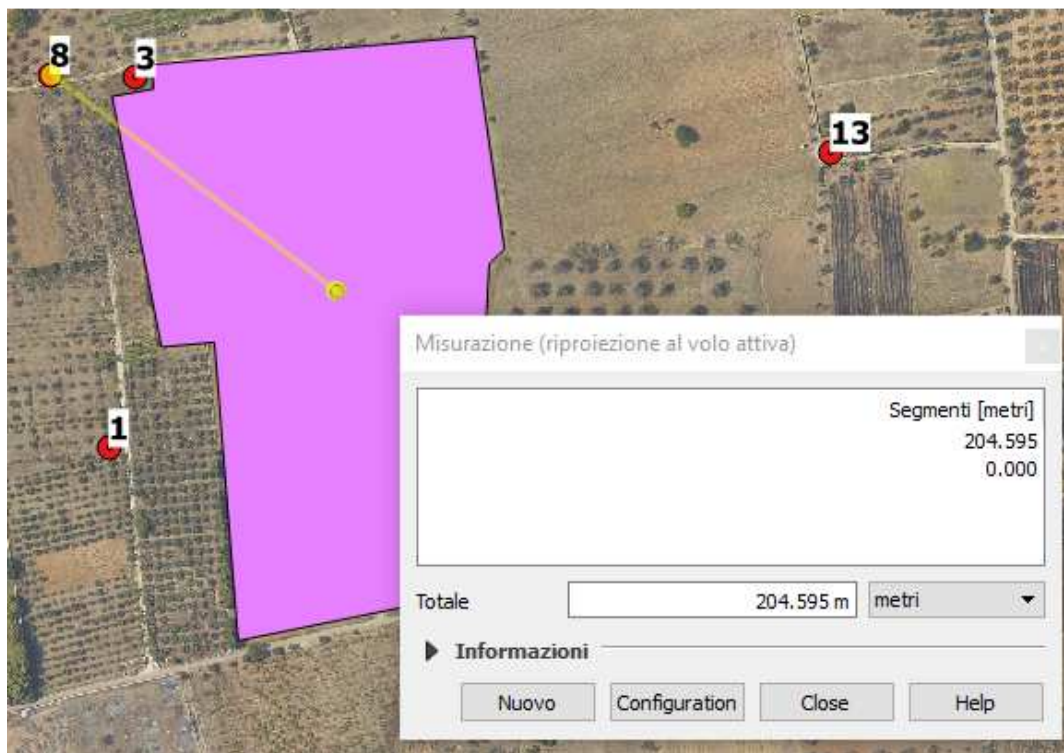 8
3
13
1
Misurazione (riproiezione al volo attiva)
Segmenti [metri]
204.595
0.000
Totale
204.595 m
metri
Informazioni
Nuovo
Configuration
Close
Help